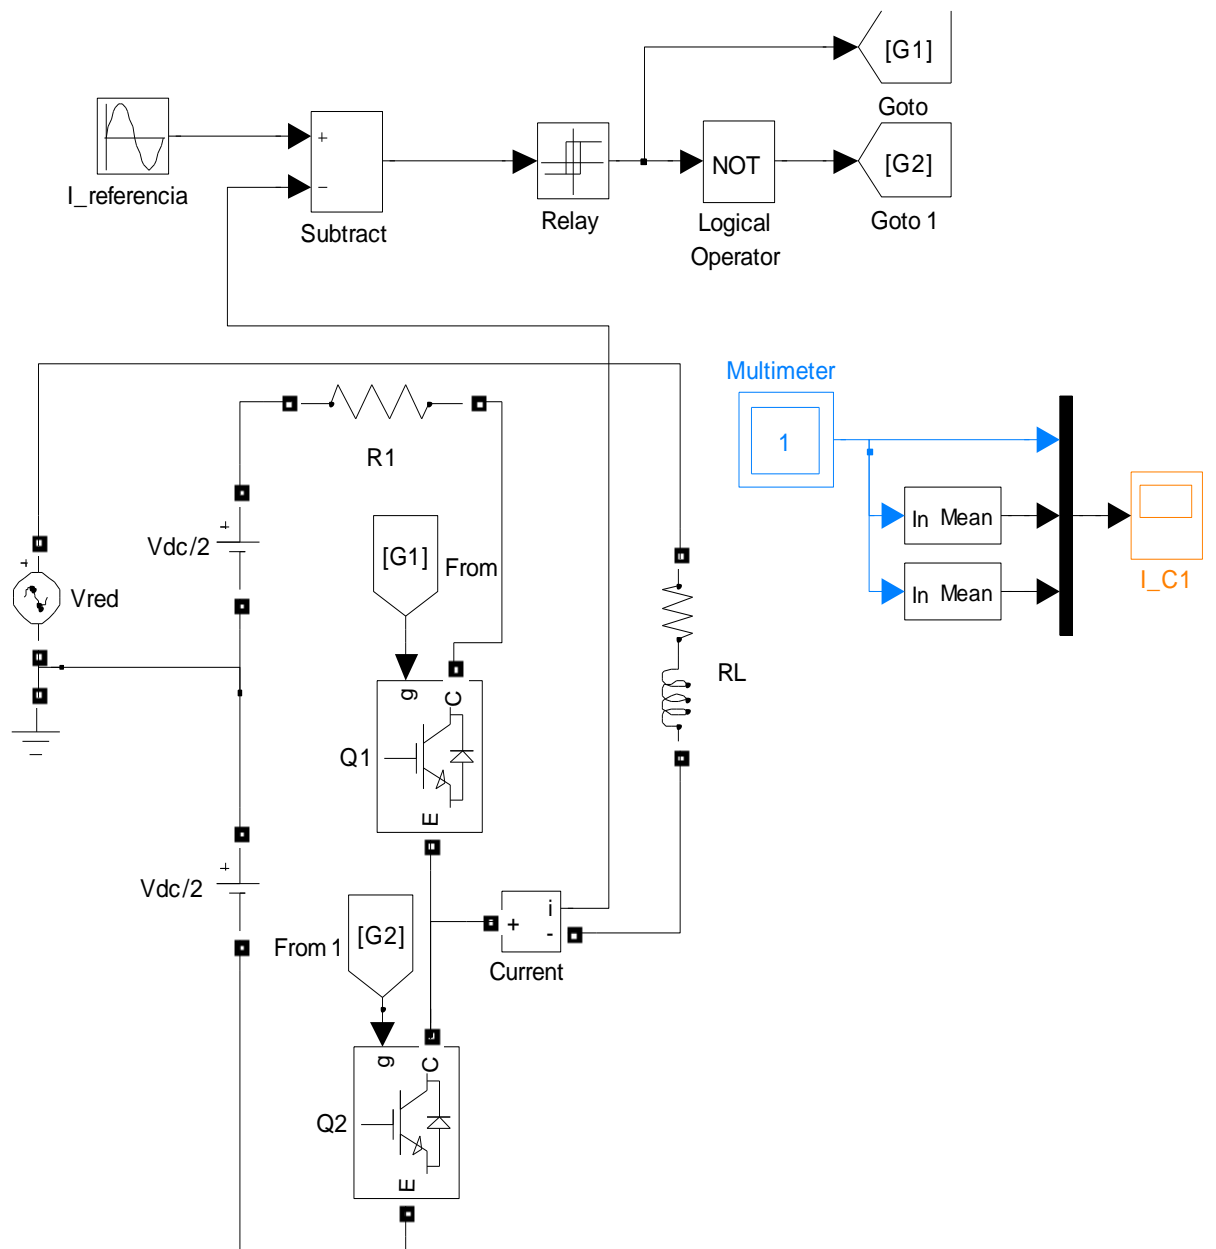 [G1]
Goto
I_referencia
+
−
Subtract
Relay
NOT
Logical
Operator
[G2]
Goto 1
Multimeter
1
R1
+
Vdc/2
[G1]
From
In Mean
In Mean
I_C1
+
Vred
RL
g
C
Q1
E
+
Vdc/2
[G2]
From 1
+
i
-
Current
g
C
Q2
E